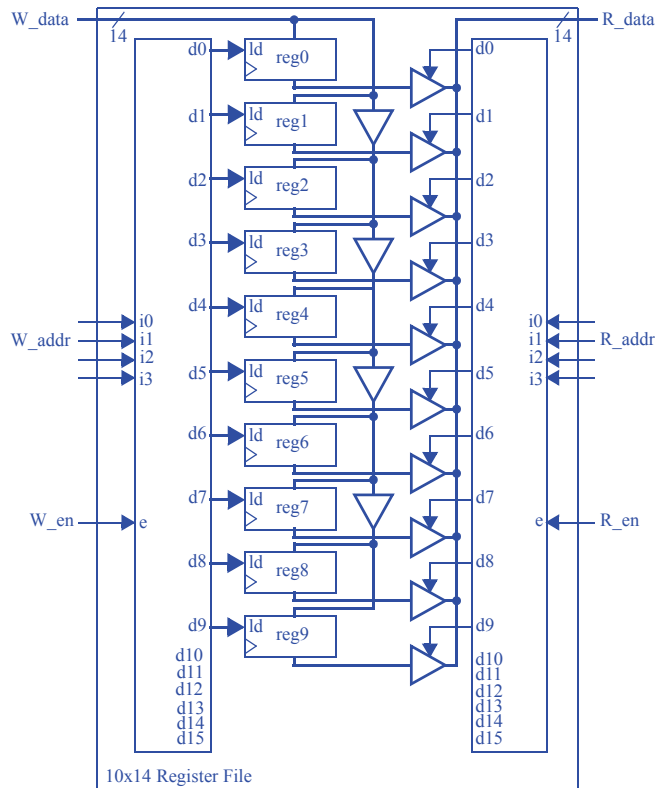 W_data R_data
14 14
d0 ld reg0 d0
d1 ld reg1 d1
d2 ld reg2 d2
d3 ld reg3 d3
d4 ld reg4 d4
i0 i0
W_addr i1 i1 R_addr
i2 i2
i3 d5 ld reg5 d5 i3
d6 ld reg6 d6
d7 ld reg7 d7
W_en e e R_en
d8 ld reg8 d8
d9 ld reg9 d9
d10 d10
d11 d11
d12 d12
d13 d13
d14 d14
d15 d15
10x14 Register File